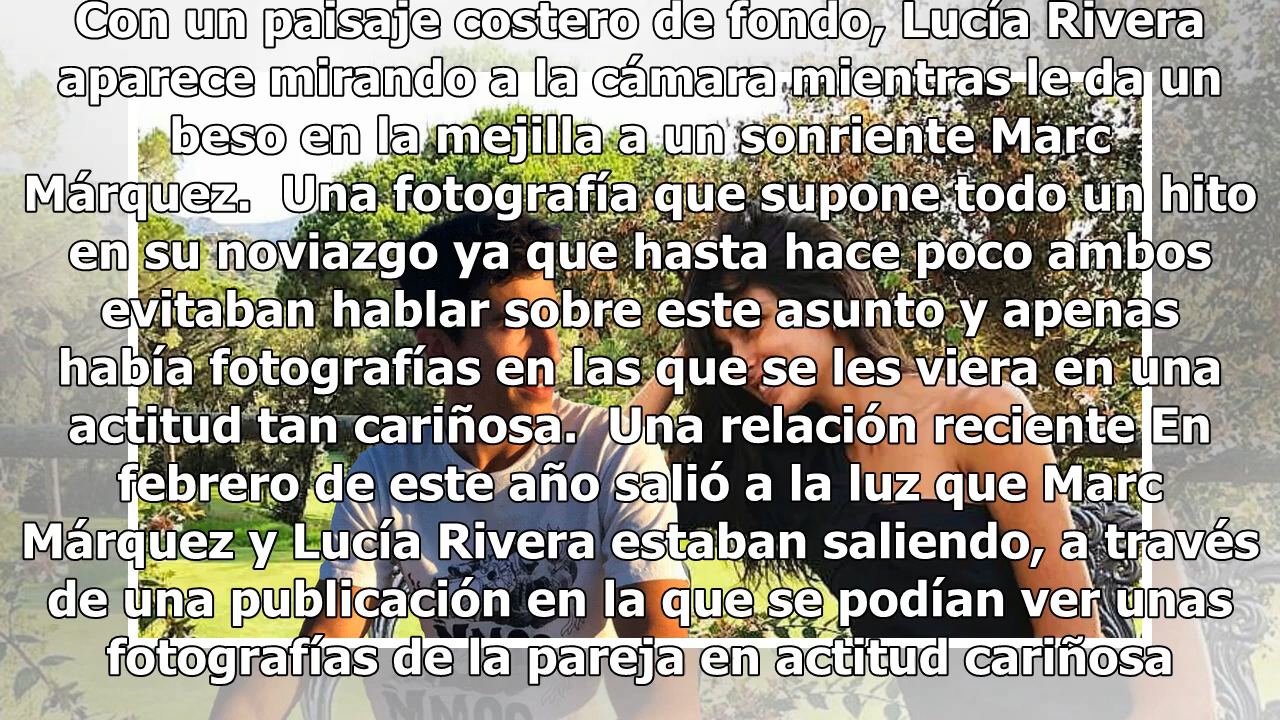 Con un paisaje costero de fondo, Lucía Rivera
aparece mirando a la cámara mientras le da un
beso en la mejilla a un sonriente Marc
Márquez.  Una fotografía que supone todo un hito
en su noviazgo ya que hasta hace poco ambos
evitaban hablar sobre este asunto y apenas
había fotografías en las que se les viera en una
actitud tan cariñosa.  Una relación reciente En
febrero de este año salió a la luz que Marc
Márquez y Lucía Rivera estaban saliendo, a través
de una publicación en la que se podían ver unas
fotografías de la pareja en actitud cariñosa